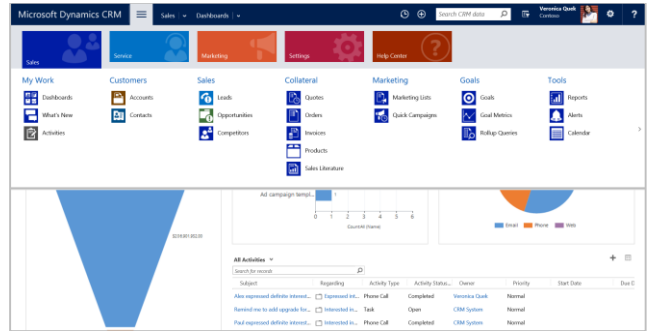 Microsoft Dynamics CRM Sales Dashboards Search CRM data Veronica Quek
Contoso ?
Sales Service Marketing Settings Help Center ?
My Work Customers Sales Collateral Marketing Goals Tools
Dashboards Accounts Leads Quotes Marketing Lists Goals Reports
What's New Contacts Opportunities Orders Quick Campaigns Goal Metrics Alerts
Activities Competitors Invoices Rollup Queries Calendar
Products
Sales Literature
Ad campaign templ...
0 1 2 3 4 5 6
CountAll (Name)
Email Phone Web
All Activities
Search for records
Subject Regarding Activity Type Activity Status... Owner Priority Start Date Due D
Alex expressed definite interest... Expressed int... Phone Call Completed Veronica Quek Normal
Remind me to add upgrade for... Interested in... Task Open CRM System Normal
Paul expressed definite interest... Interested in... Phone Call Completed CRM System Normal